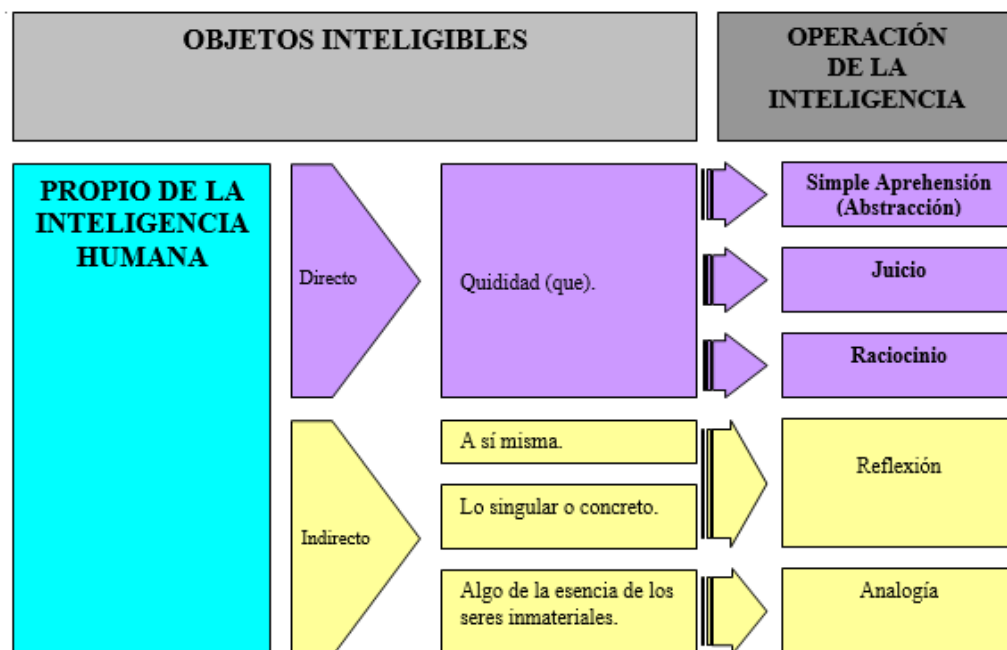 OBJETOS INTELIGIBLES
OPERACIÓN
DE LA
INTELIGENCIA
PROPIO DE LA
INTELIGENCIA
HUMANA
Directo
Quididad (que).
Simple Aprehensión
(Abstracción)
Juicio
Raciocinio
Indirecto
A sí misma.
Lo singular o concreto.
Reflexión
Algo de la esencia de los
seres inmateriales.
Analogía